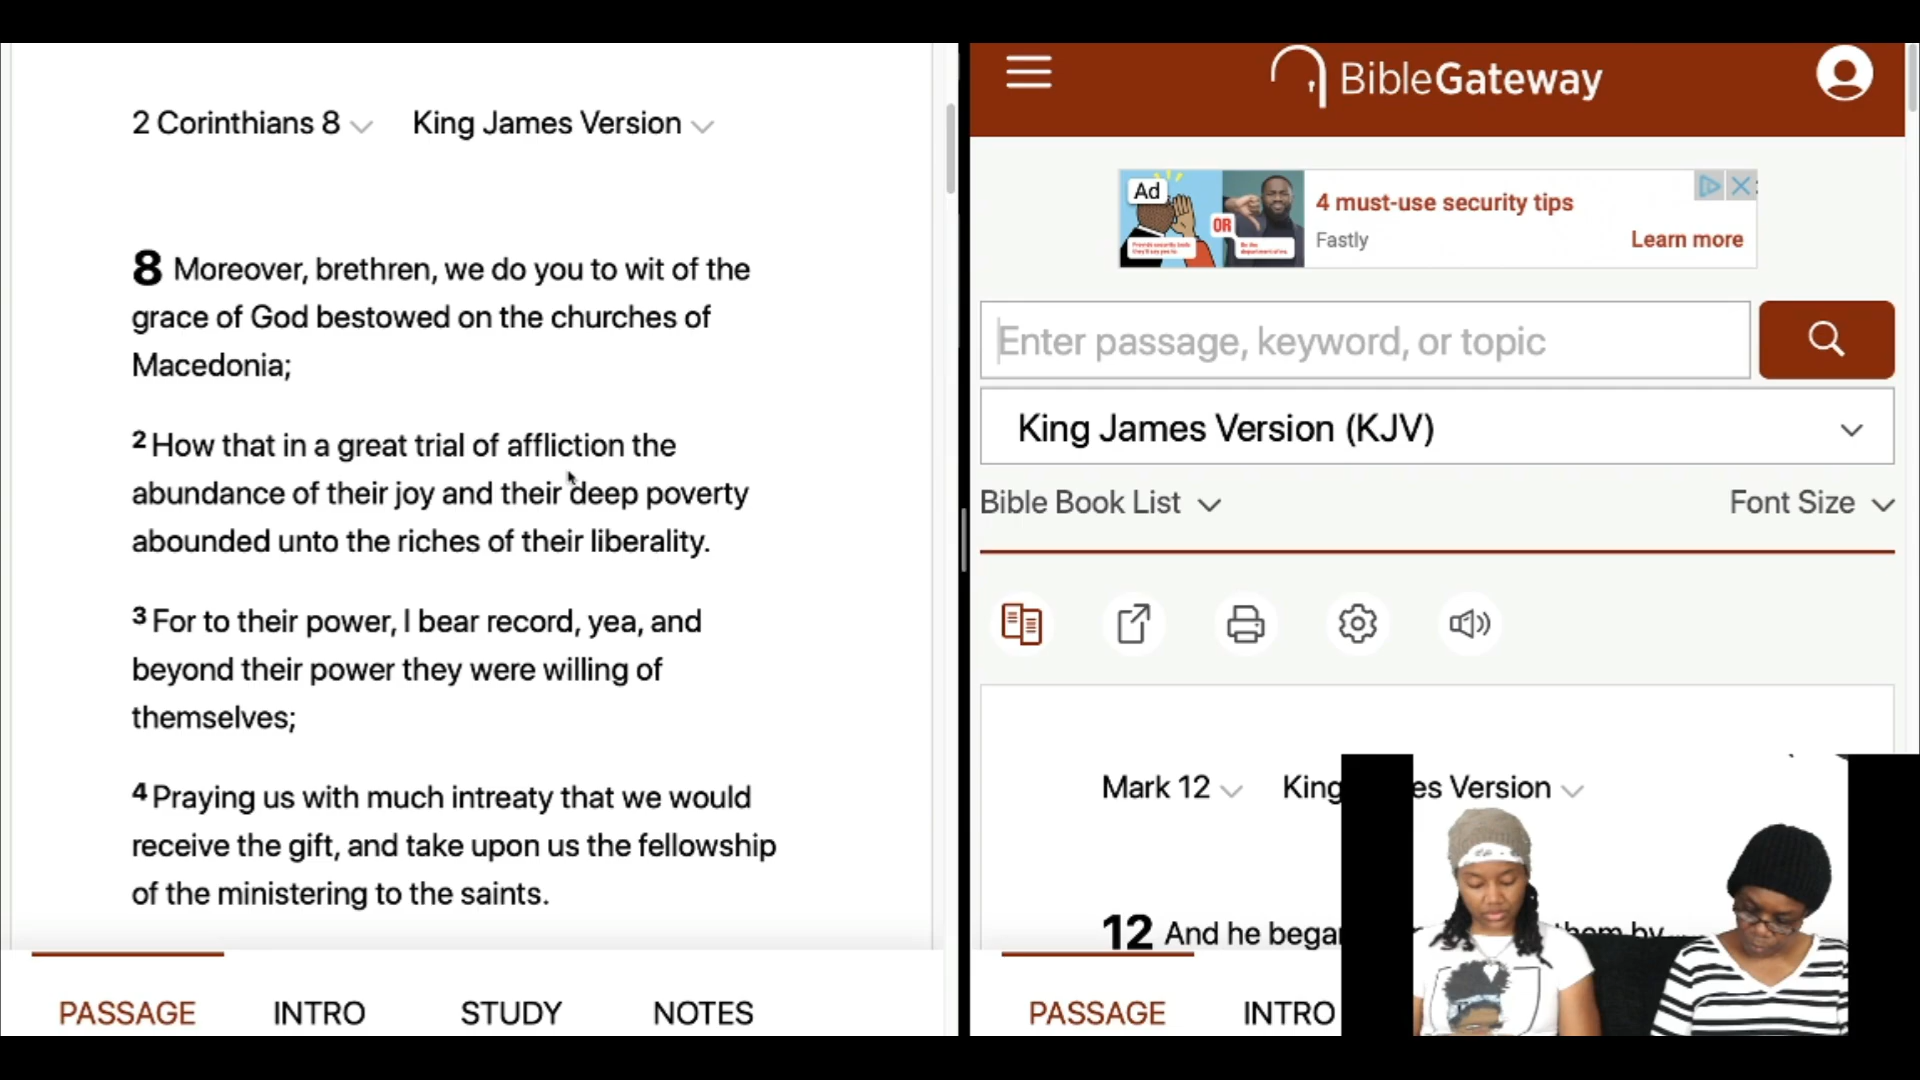 2 Corinthians 8 King James Version
8 Moreover, brethren, we do you to wit of the
grace of God bestowed on the churches of
Macedonia;
2 How that in a great trial of affliction the
abundance of their joy and their deep poverty
abounded unto the riches of their liberality.
3 For to their power, I bear record, yea, and
beyond their power they were willing of
themselves;
4 Praying us with much intreaty that we would
receive the gift, and take upon us the fellowship
of the ministering to the saints.
PASSAGE INTRO STUDY NOTES
BibleGateway
Ad
OR
4 must-use security tips
Fastly
Learn more
Enter passage, keyword, or topic
King James Version (KJV)
Bible Book List
Font Size
Mark 12 King es Version
12 And he began them by
PASSAGE INTRO